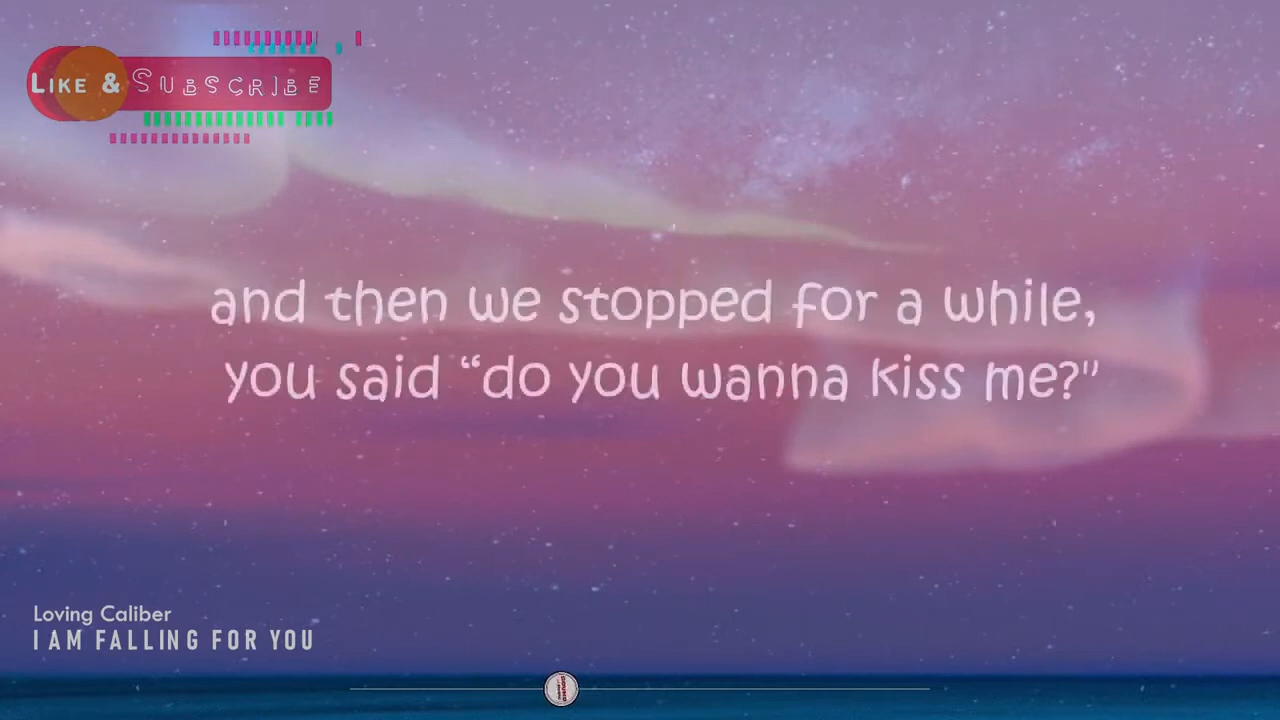 Like & Subscribe
and then we stopped for a while,
you said “do you wanna kiss me?"
Loving Caliber
I AM FALLING FOR YOU